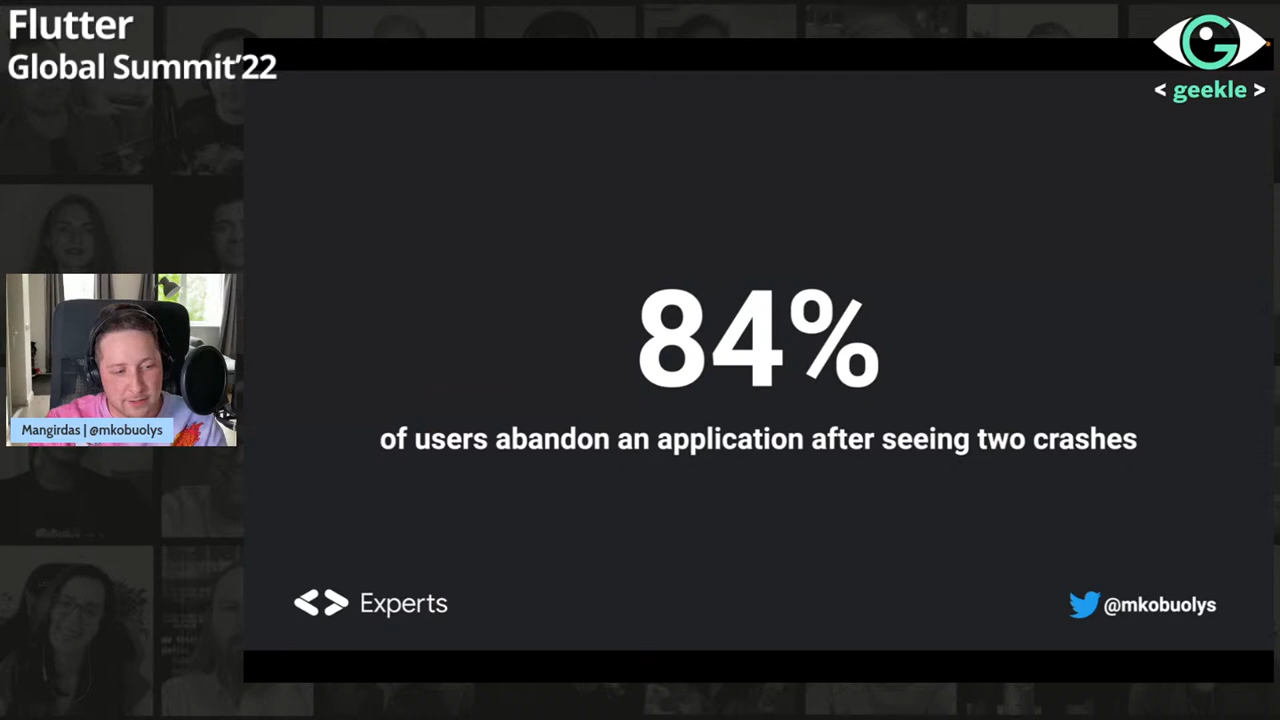 Flutter
Global Summit'22
< geekle >
84%
of users abandon an application after seeing two crashes
Mangirdas | @mkobuolys
Experts
@mkobuolys